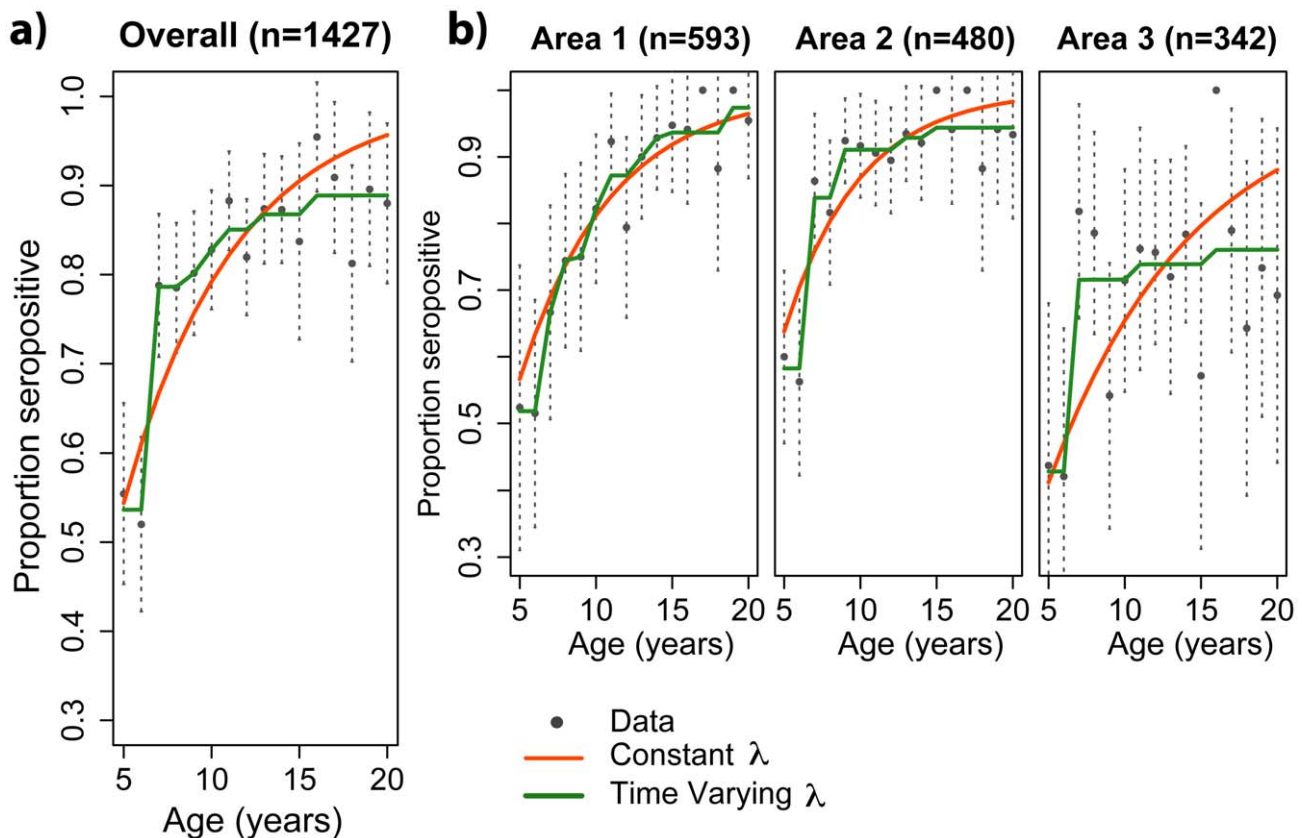 a) Overall (n=1427)
b) Area 1 (n=593) Area 2 (n=480) Area 3 (n=342)
Proportion seropositive
1.0
0.9
0.8
0.7
0.6
0.5
0.4
0.3
5 10 15 20
Age (years)
Proportion seropositive
0.9
0.7
0.5
0.3
5 10 15 20
Age (years)
5 10 15 20
Age (years)
5 10 15 20
Age (years)
Data
Constant λ
Time Varying λ